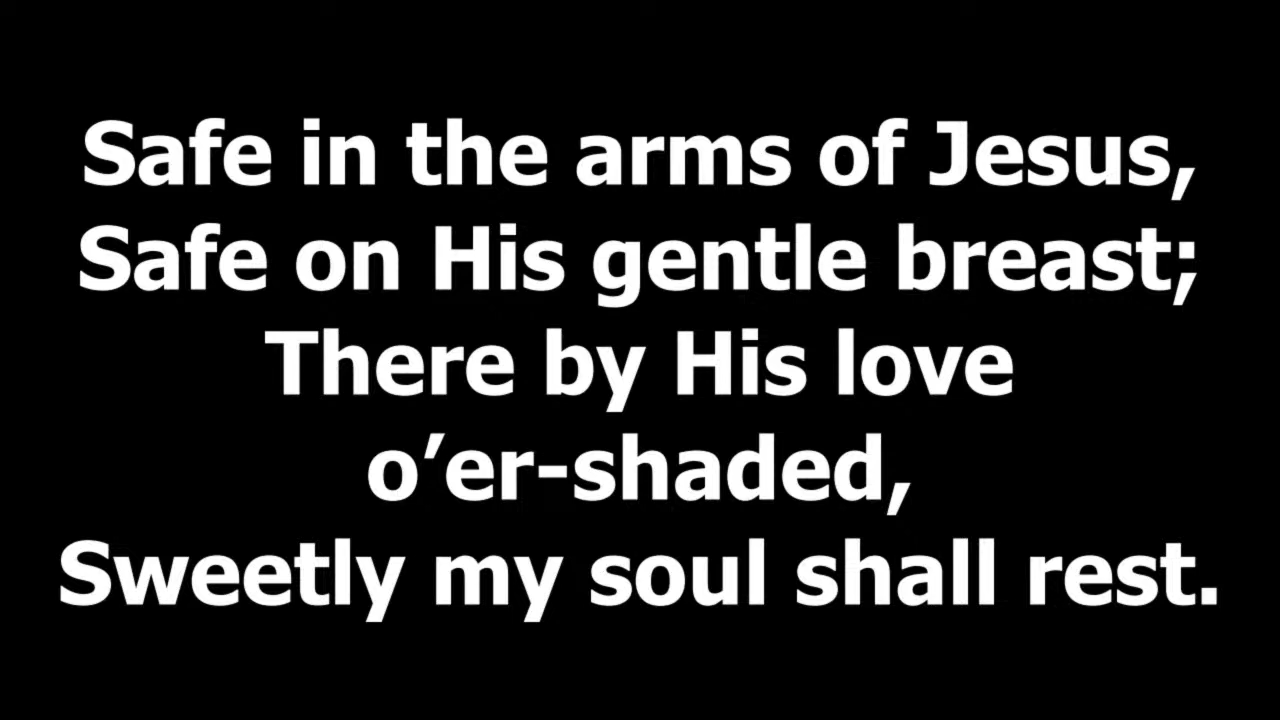 Safe in the arms of Jesus,
Safe on His gentle breast;
There by His love
o’er-shaded,
Sweetly my soul shall rest.